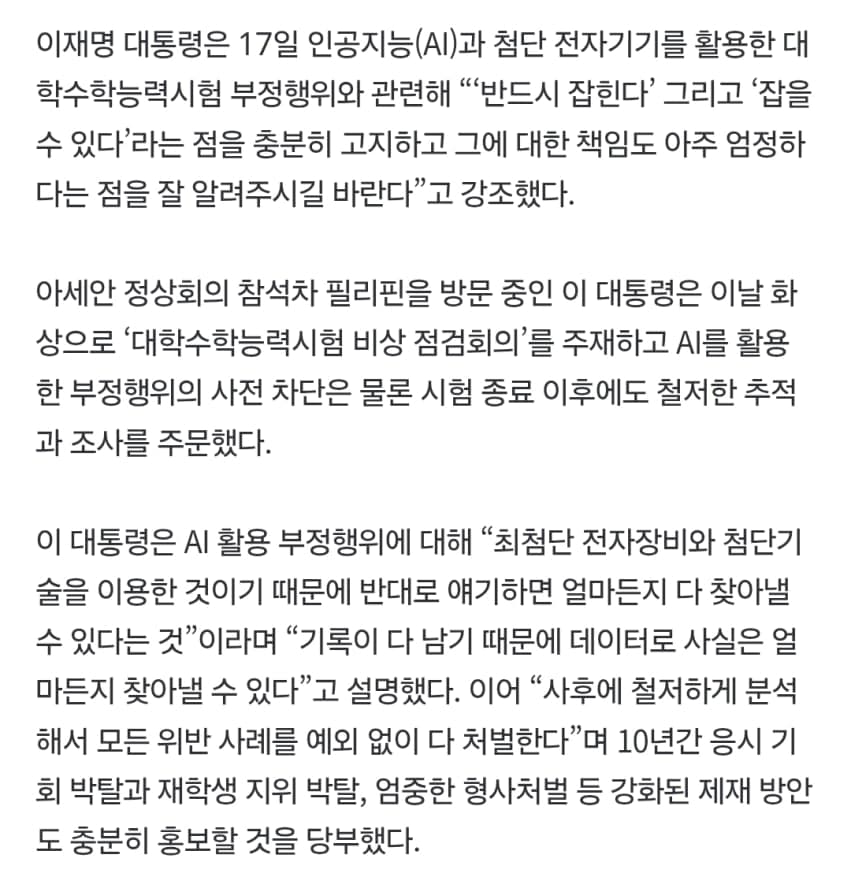 이재명 대통령은 17일 인공지능(AI)과 첨단 전자기기를 활용한 대
학수학능력시험 부정행위와 관련해 “‘반드시 잡힌다’ 그리고 ‘잡을
수 있다’라는 점을 충분히 고지하고 그에 대한 책임도 아주 엄정하
다는 점을 잘 알려주시길 바란다”고 강조했다.
아세안 정상회의 참석차 필리핀을 방문 중인 이 대통령은 이날 화
상으로 ‘대학수학능력시험 비상 점검회의’를 주재하고 AI를 활용
한 부정행위의 사전 차단은 물론 시험 종료 이후에도 철저한 추적
과 조사를 주문했다.
이 대통령은 AI 활용 부정행위에 대해 “최첨단 전자장비와 첨단기
술을 이용한 것이기 때문에 반대로 얘기하면 얼마든지 다 찾아낼
수 있다는 것”이라며 “기록이 다 남기 때문에 데이터로 사실은 얼
마든지 찾아낼 수 있다”고 설명했다. 이어 “사후에 철저하게 분석
해서 모든 위반 사례를 예외 없이 다 처벌한다”며 10년간 응시 기
회 박탈과 재학생 지위 박탈, 엄중한 형사처벌 등 강화된 제재 방안
도 충분히 홍보할 것을 당부했다.